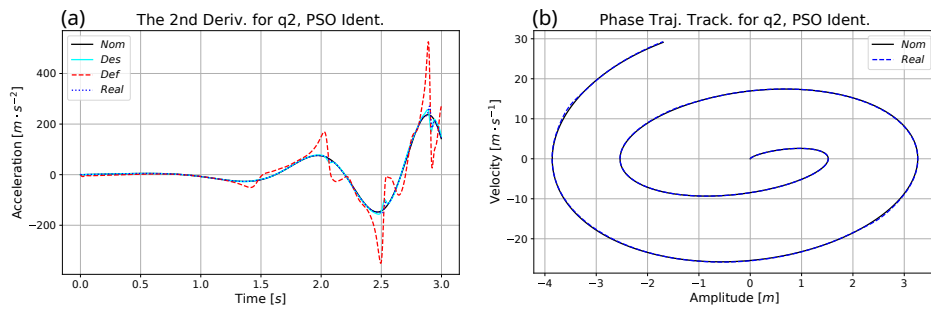 (a)
The 2nd Deriv. for q2, PSO Ident.
Nom
Des
Def
Real
Acceleration [m · s⁻²]
400
200
0
−200
0.0 0.5 1.0 1.5 2.0 2.5 3.0
Time [s]
(b)
Phase Traj. Track. for q2, PSO Ident.
Nom
Real
Velocity [m · s⁻¹]
30
20
10
0
−10
−20
−4 −3 −2 −1 0 1 2 3
Amplitude [m]